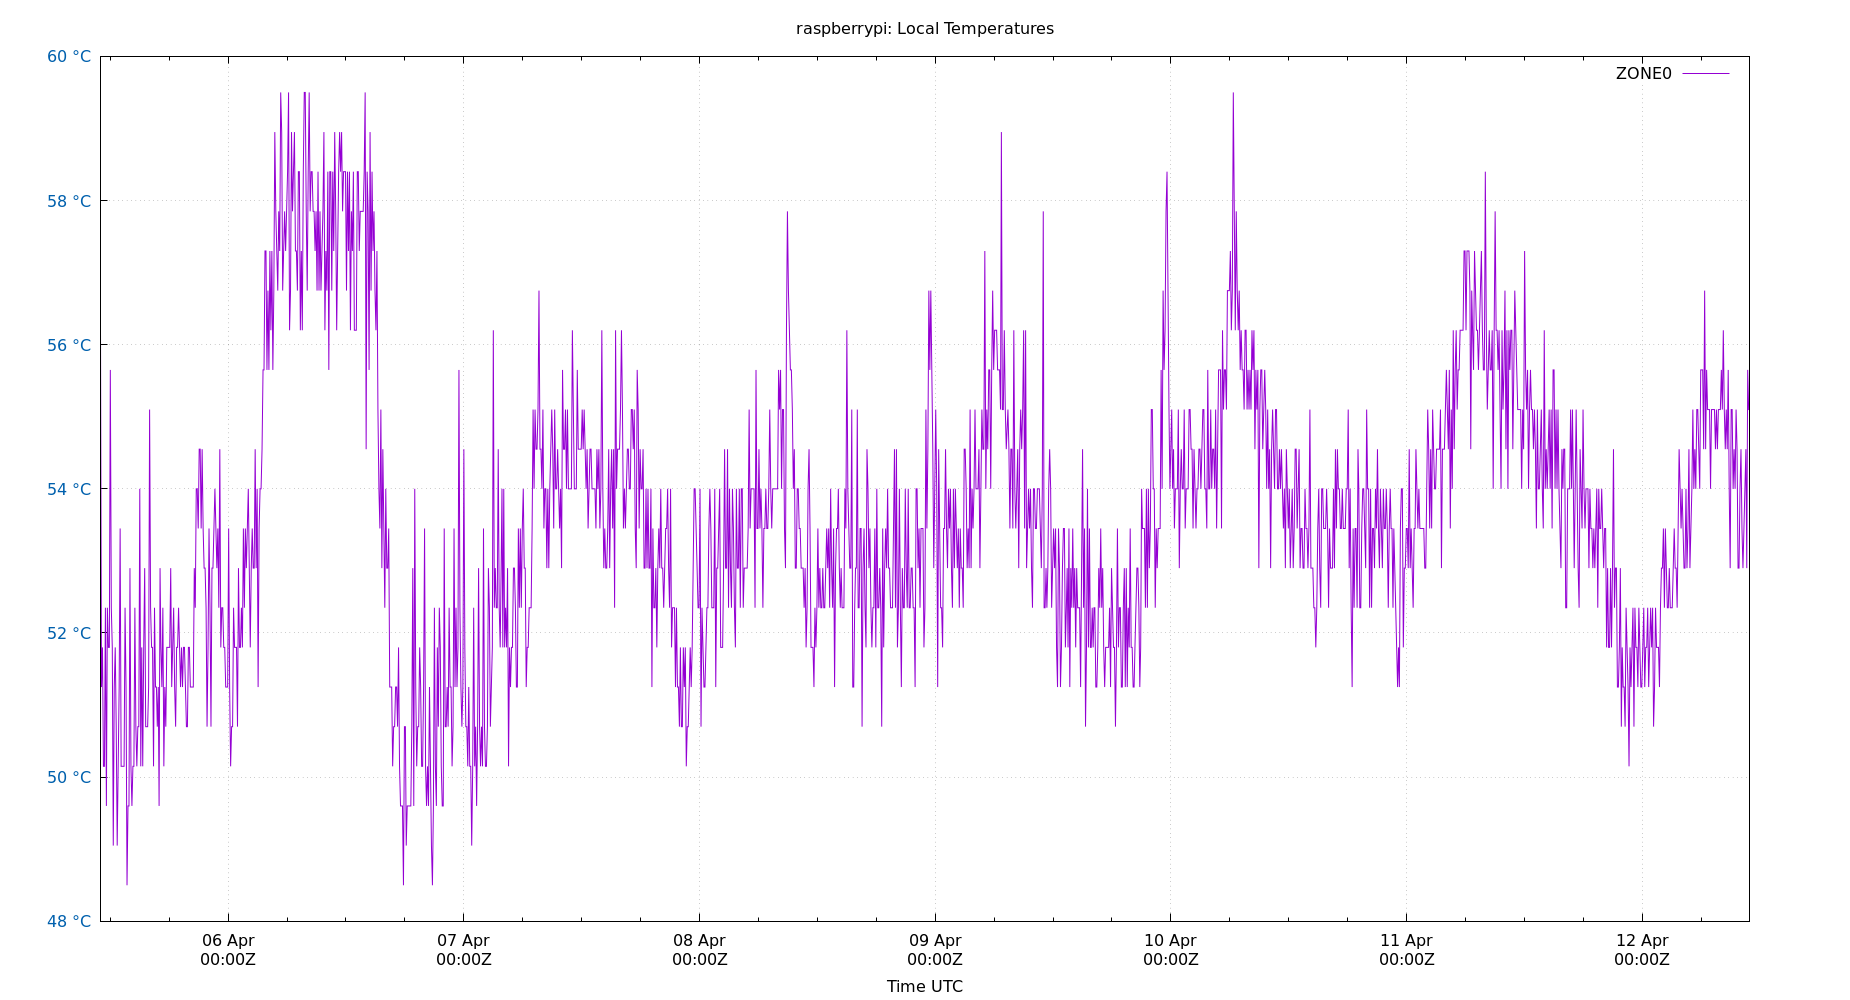 raspberrypi: Local Temperatures
60 °C
ZONE0
58 °C
56 °C
54 °C
52 °C
50 °C
48 °C
06 Apr 07 Apr 08 Apr 09 Apr 10 Apr 11 Apr 12 Apr
00:00Z 00:00Z 00:00Z 00:00Z 00:00Z 00:00Z 00:00Z
Time UTC